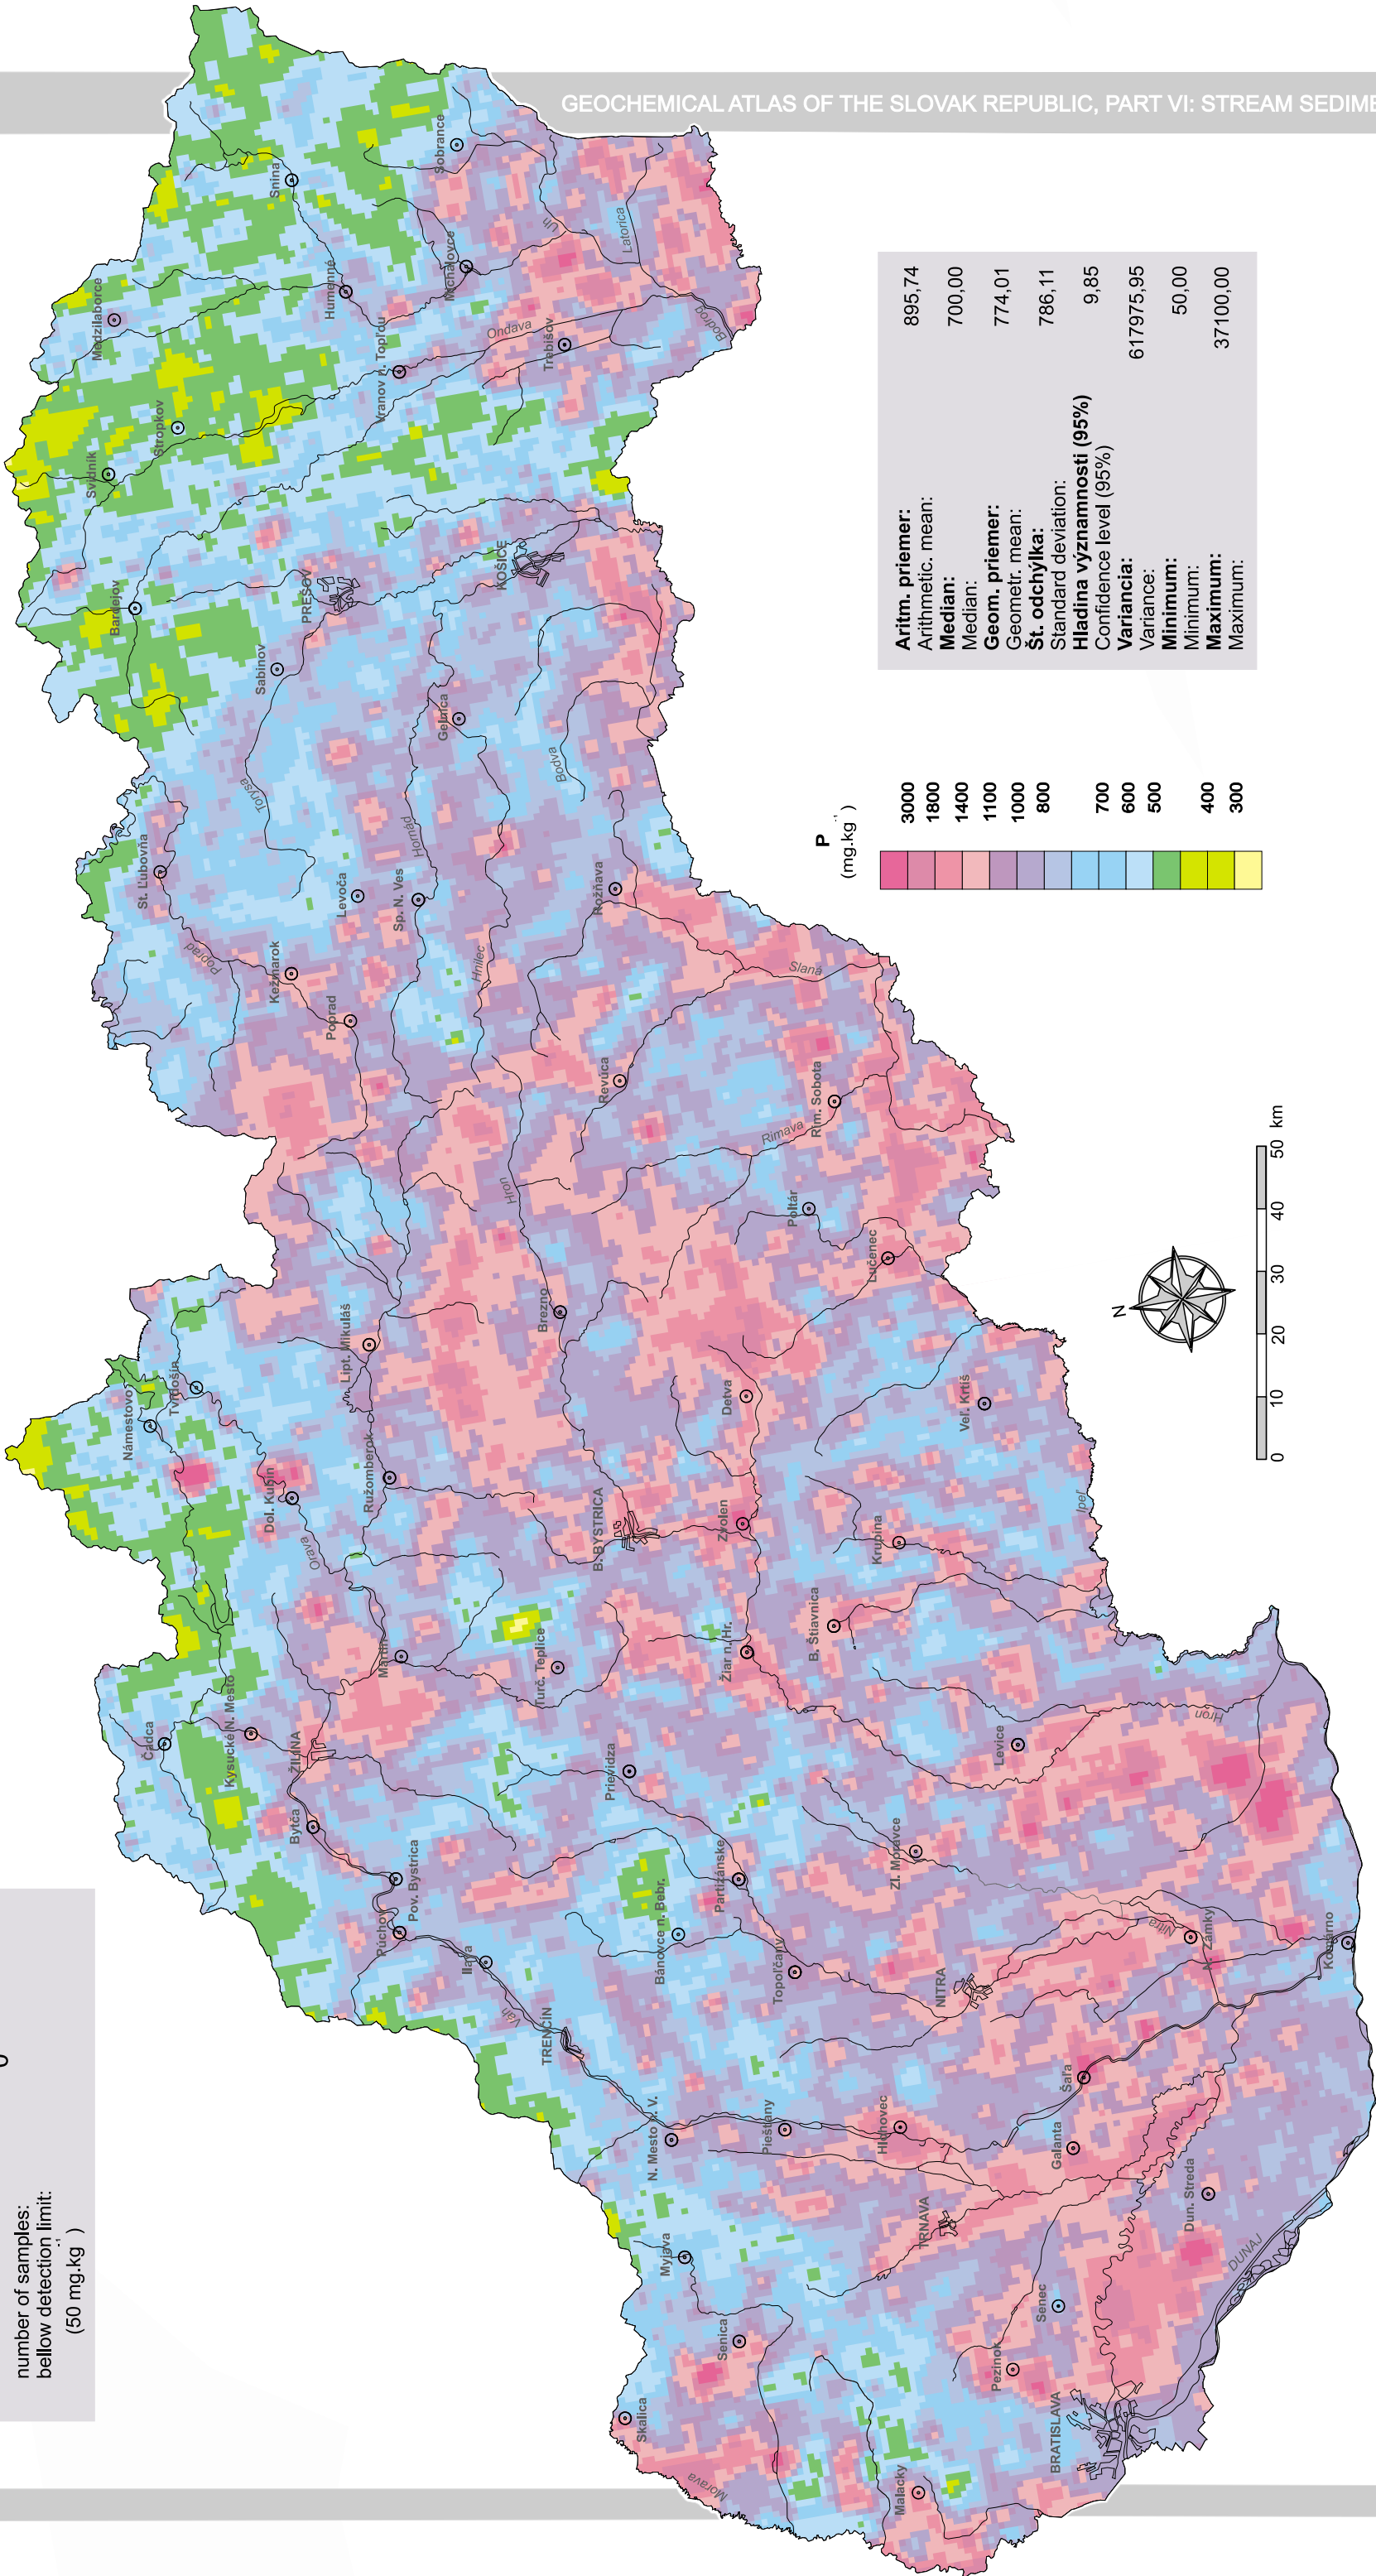 GEOCHEMICAL ATLAS OF THE SLOVAK REPUBLIC, PART VI: STREAM SEDIME
number of samples:
bellow detection limit:
(50 mg.kg⁻¹)
Skalica
Senica
Myjava
Malacky
Morava
BRATISLAVA
Pezinok
Senec
DUNAJ
Dun. Streda
Galanta
Šaľa
TRNAVA
Hlohovec
Piešťany
N. Mesto n. V.
TRENČÍN
Váh
Ilava
Púchov
Pov. Bystrica
Bytča
ŽILINA
Kysucké N. Mesto
Čadca
Bánovce n. Bebr.
Topoľčany
Partizánske
Prievidza
NITRA
Nitra
N. Zámky
Komárno
Zl. Moravce
Levice
Hron
Martin
Turč. Teplice
Žiar n. Hr.
B. Štiavnica
Krupina
Zvolen
B. BYSTRICA
Ružomberok
Dol. Kubín
Orava
Námestovo
Tvrdošín
Lipt. Mikuláš
Brezno
Hron
Detva
Veľ. Krtíš
Ipeľ
Lučenec
Poltár
Rimava
Rim. Sobota
Revúca
Slaná
Rožňava
Poprad
Kežmarok
Poprad
St. Ľubovňa
Levoča
Sp. N. Ves
Hnilec
Hornád
Torysa
Gelnica
Bodva
Sabinov
PREŠOV
KOŠICE
Bardejov
Svidník
Stropkov
Medzilaborce
Humenné
Snina
Vranov n. Topľou
Ondava
Trebišov
Michalovce
Sobrance
Uh
Latorica
Bodrog
P
(mg.kg⁻¹)
3000
1800
1400
1100
1000
800
700
600
500
400
300
Aritm. priemer:
Arithmetic. mean: 895,74
Median:
Median: 700,00
Geom. priemer:
Geometr. mean: 774,01
Št. odchýlka:
Standard deviation: 786,11
Hladina významnosti (95%)
Confidence level (95%) 9,85
Variancia:
Variance: 617975,95
Minimum:
Minimum: 50,00
Maximum:
Maximum: 37100,00
N
0 10 20 30 40 50 km